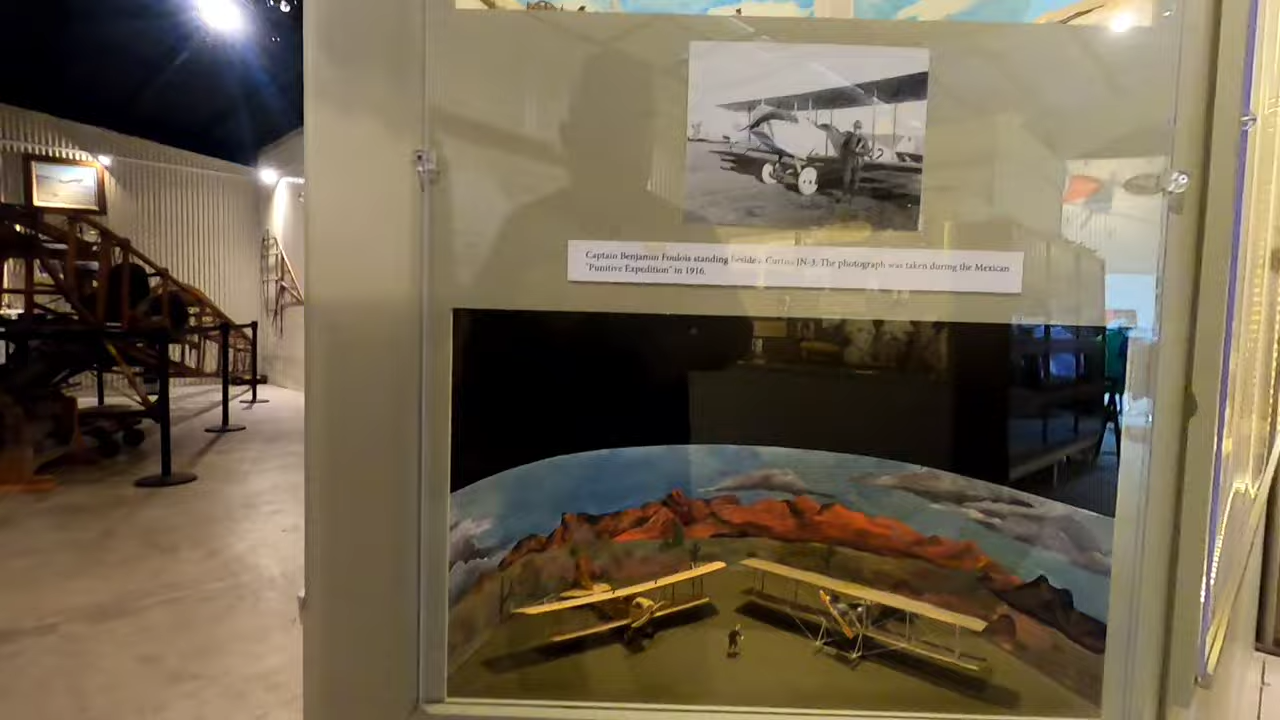 Captain Benjamin Foulois standing beside a Curtiss JN-3. The photograph was taken during the Mexican
"Punitive Expedition" in 1916.